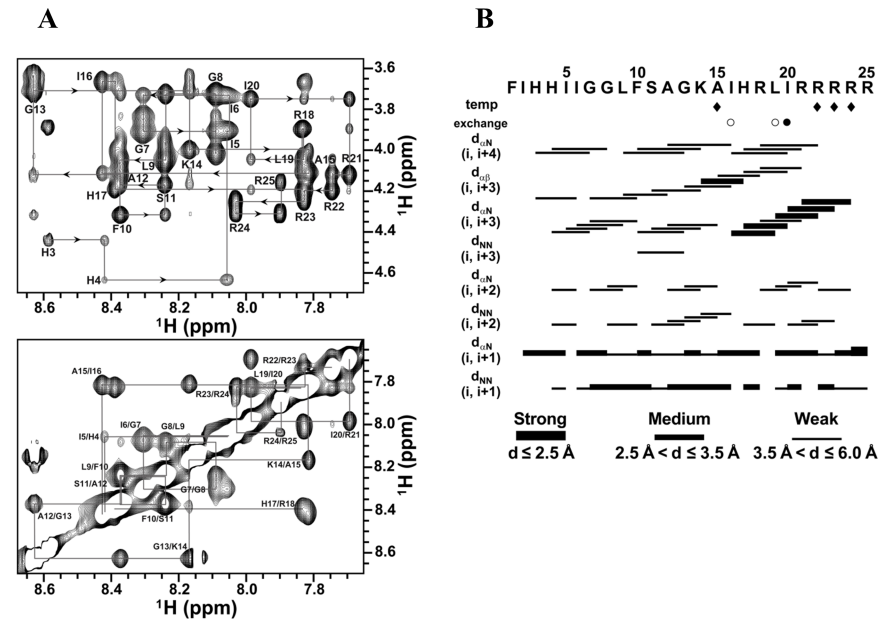 A
I16
G13
G8
I20
I6
R18
G7
I5
L9
K14
L19
A15
R21
A12
R25
H17
S11
R22
F10
R24
R23
H3
H4
3.6
3.8
4.0
4.2
4.4
4.6
¹H (ppm)
8.6 8.4 8.2 8.0 7.8
¹H (ppm)
R22/R23
A15/I16
L19/I20
R23/R24
I6/G7
G8/L9
I5/H4
R24/R25
I20/R21
L9/F10
K14/A15
S11/A12
G7/G8
H17/R18
A12/G13
F10/S11
G13/K14
7.8
8.0
8.2
8.4
8.6
¹H (ppm)
8.6 8.4 8.2 8.0 7.8
¹H (ppm)
B
5 10 15 20 25
F I H H I I G G L F S A G K A I H R L I R R R R R
temp
exchange
dαN
(i, i+4)
dαβ
(i, i+3)
dαN
(i, i+3)
dNN
(i, i+3)
dαN
(i, i+2)
dNN
(i, i+2)
dαN
(i, i+1)
dNN
(i, i+1)
Strong Medium Weak
d ≤ 2.5 Å 2.5 Å < d ≤ 3.5 Å 3.5 Å < d ≤ 6.0 Å